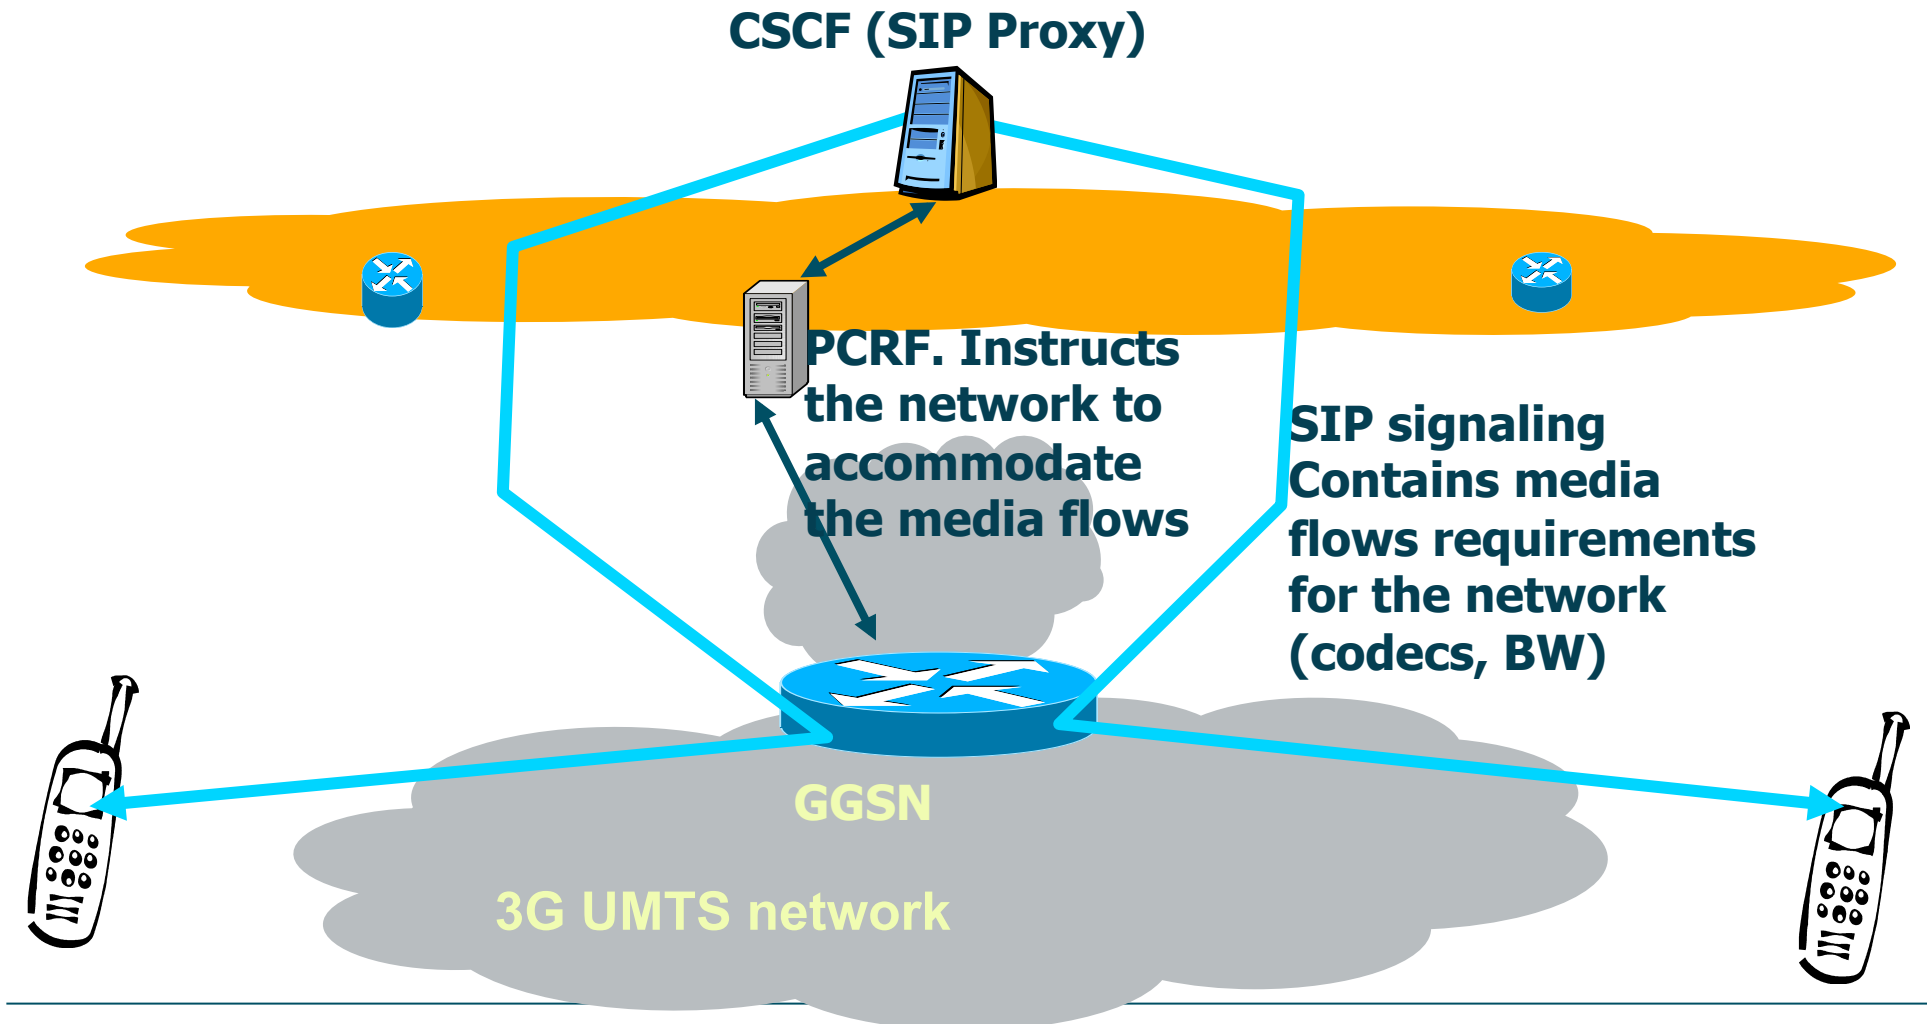 CSCF (SIP Proxy)
PCRF. Instructs
the network to
accommodate
the media flows
SIP signaling
Contains media
flows requirements
for the network
(codecs, BW)
GGSN
3G UMTS network